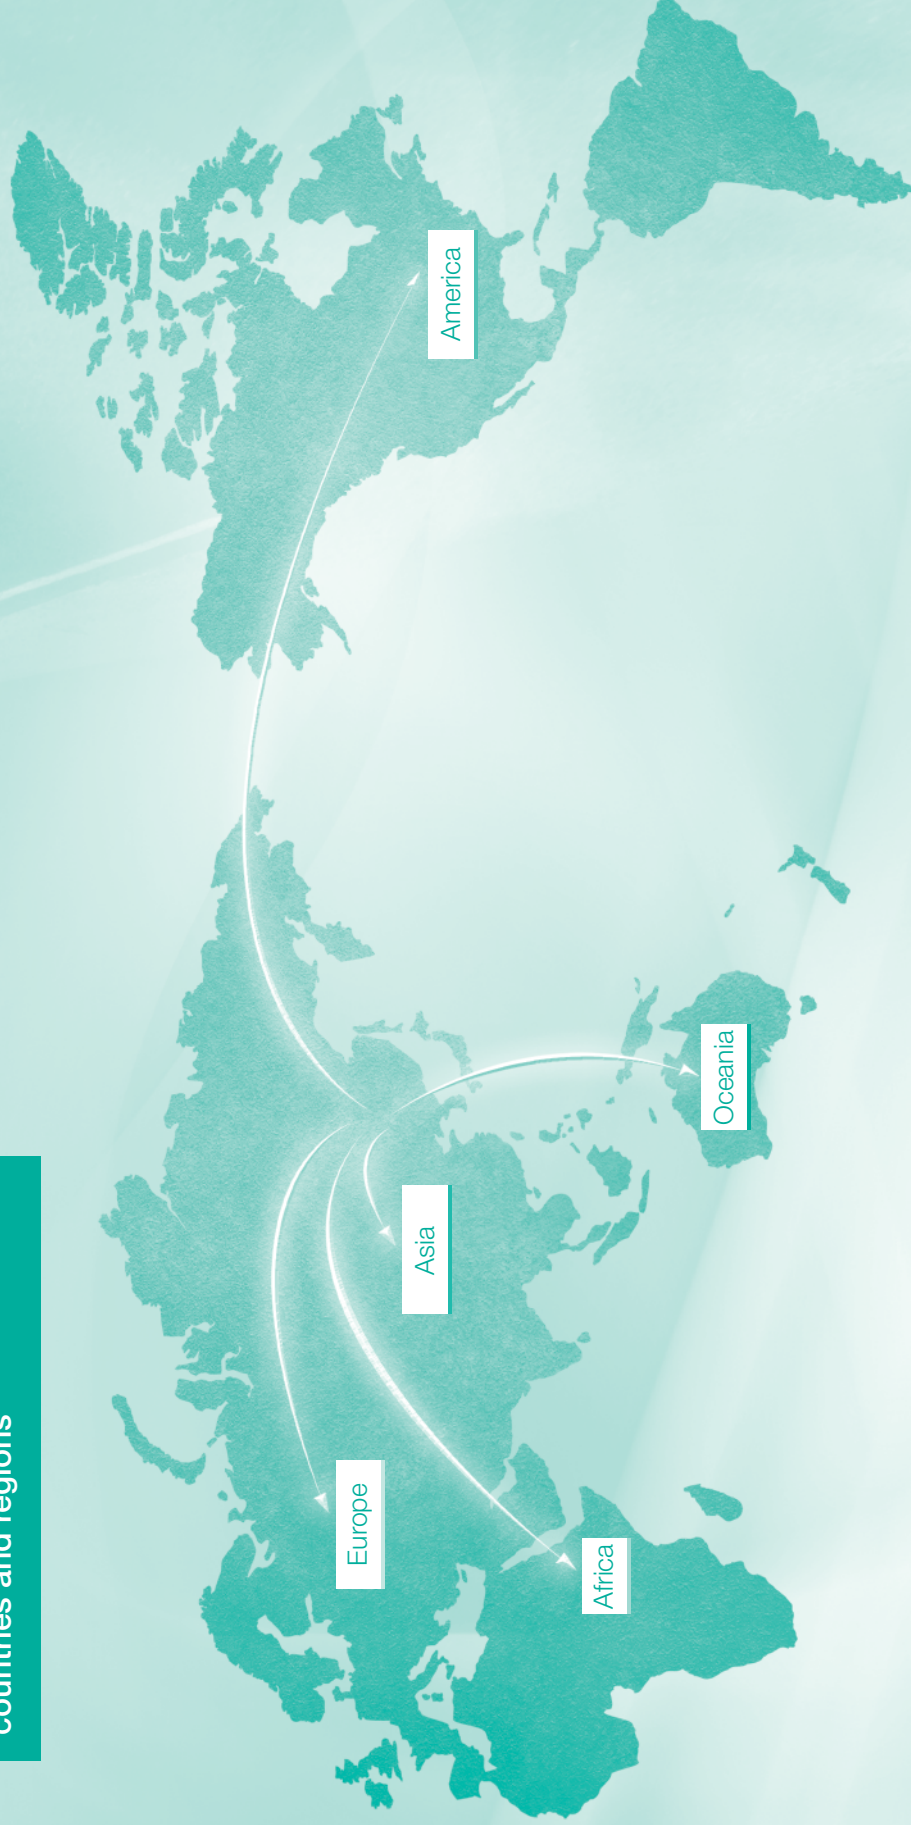 countries and regions
Europe
Africa
Asia
Oceania
America